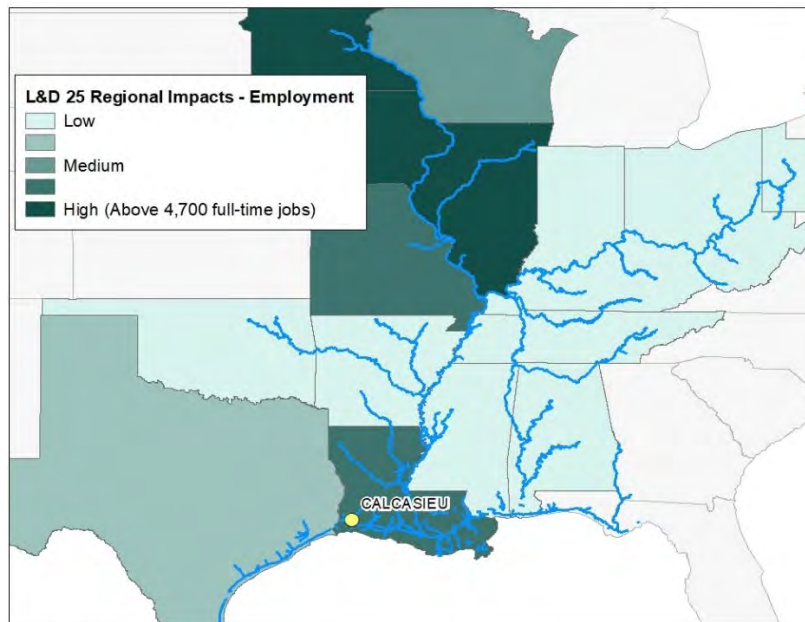 L&D 25 Regional Impacts - Employment
Low
Medium
High (Above 4,700 full-time jobs)
CALCASIEU